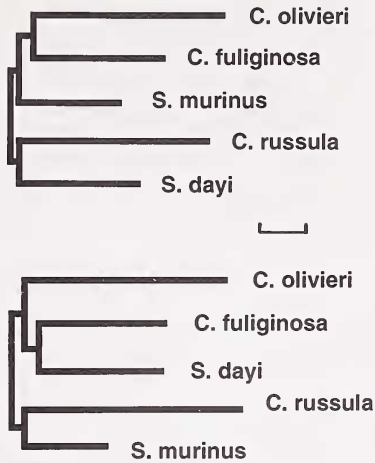 C. olivieri
C. fuliginosa
S. murinus
C. russula
S. dayi
C. olivieri
C. fuliginosa
S. dayi
C. russula
S. murinus